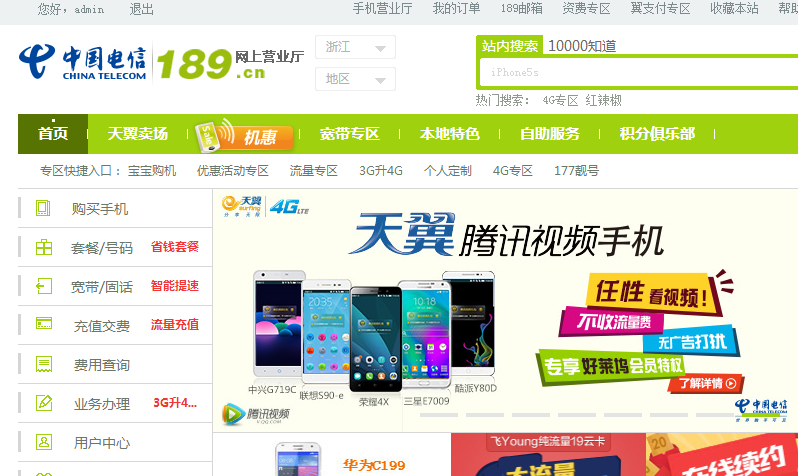 您好，admin 退出 手机营业厅 我的订单 189邮箱 资费专区 翼支付专区 收藏本站
中国电信 CHINA TELECOM 189.cn 网上营业厅
浙江
地区
站内搜索 10000知道
iPhone5s
热门搜索： 4G专区 红辣椒
首页 天翼卖场 Sale 机惠 宽带专区 本地特色 自助服务 积分俱乐部
专区快捷入口： 宝宝购机 优惠活动专区 流量专区 3G升4G 个人定制 4G专区 177靓号
购买手机
套餐/号码 省钱套餐
宽带/固话 智能提速
充值交费 流量充值
费用查询
业务办理 3G升4...
用户中心
天翼 surfing 分享无限 4G LTE
天翼 腾讯视频手机
任性 看视频！
不收流量费
无广告打扰
专享 好莱坞会员特权
了解详情
中兴G719C 联想S90-e 荣耀4X 三星E7009 酷派Y80D
腾讯视频
V.QQ.COM
中国电信
CHINA TELECOM
世界触手可及
华为C199
飞Young纯流量19云卡
大流量
20
在线续约